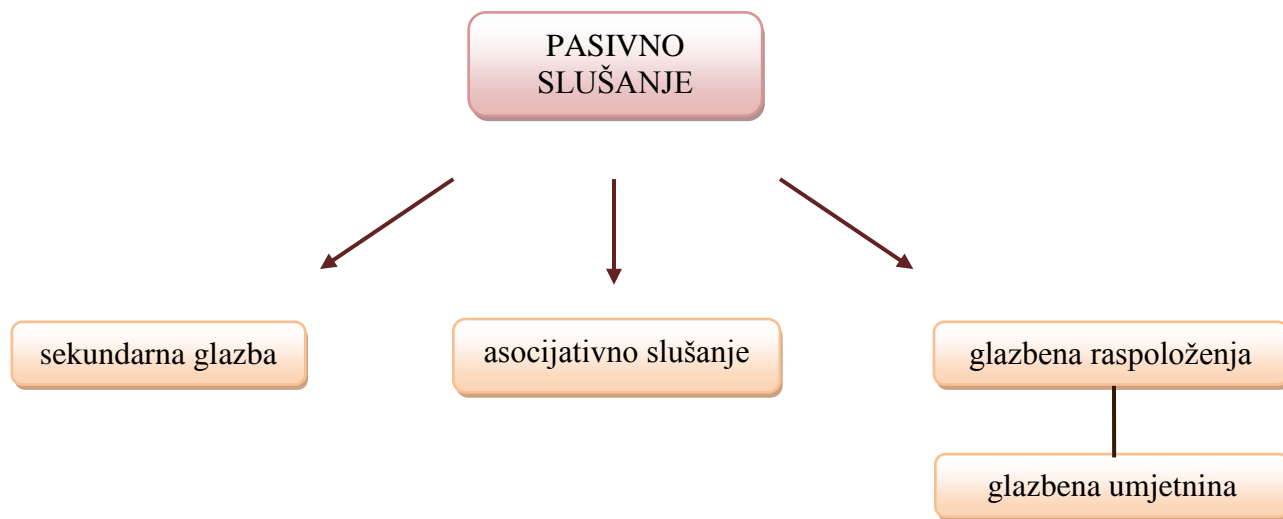 PASIVNO
SLUŠANJE
sekundarna glazba
asocijativno slušanje
glazbena raspoloženja
glazbena umjetnina